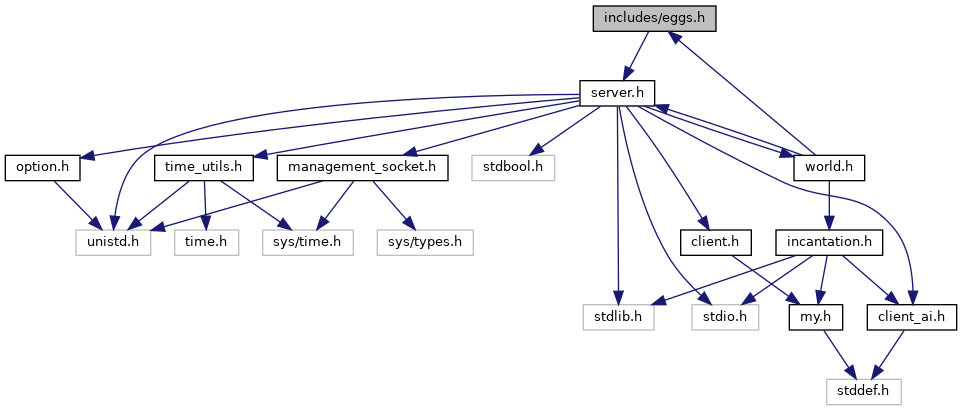 includes/eggs.h
server.h
option.h
time_utils.h
management_socket.h
stdbool.h
world.h
unistd.h
time.h
sys/time.h
sys/types.h
client.h
incantation.h
stdlib.h
stdio.h
my.h
client_ai.h
stddef.h